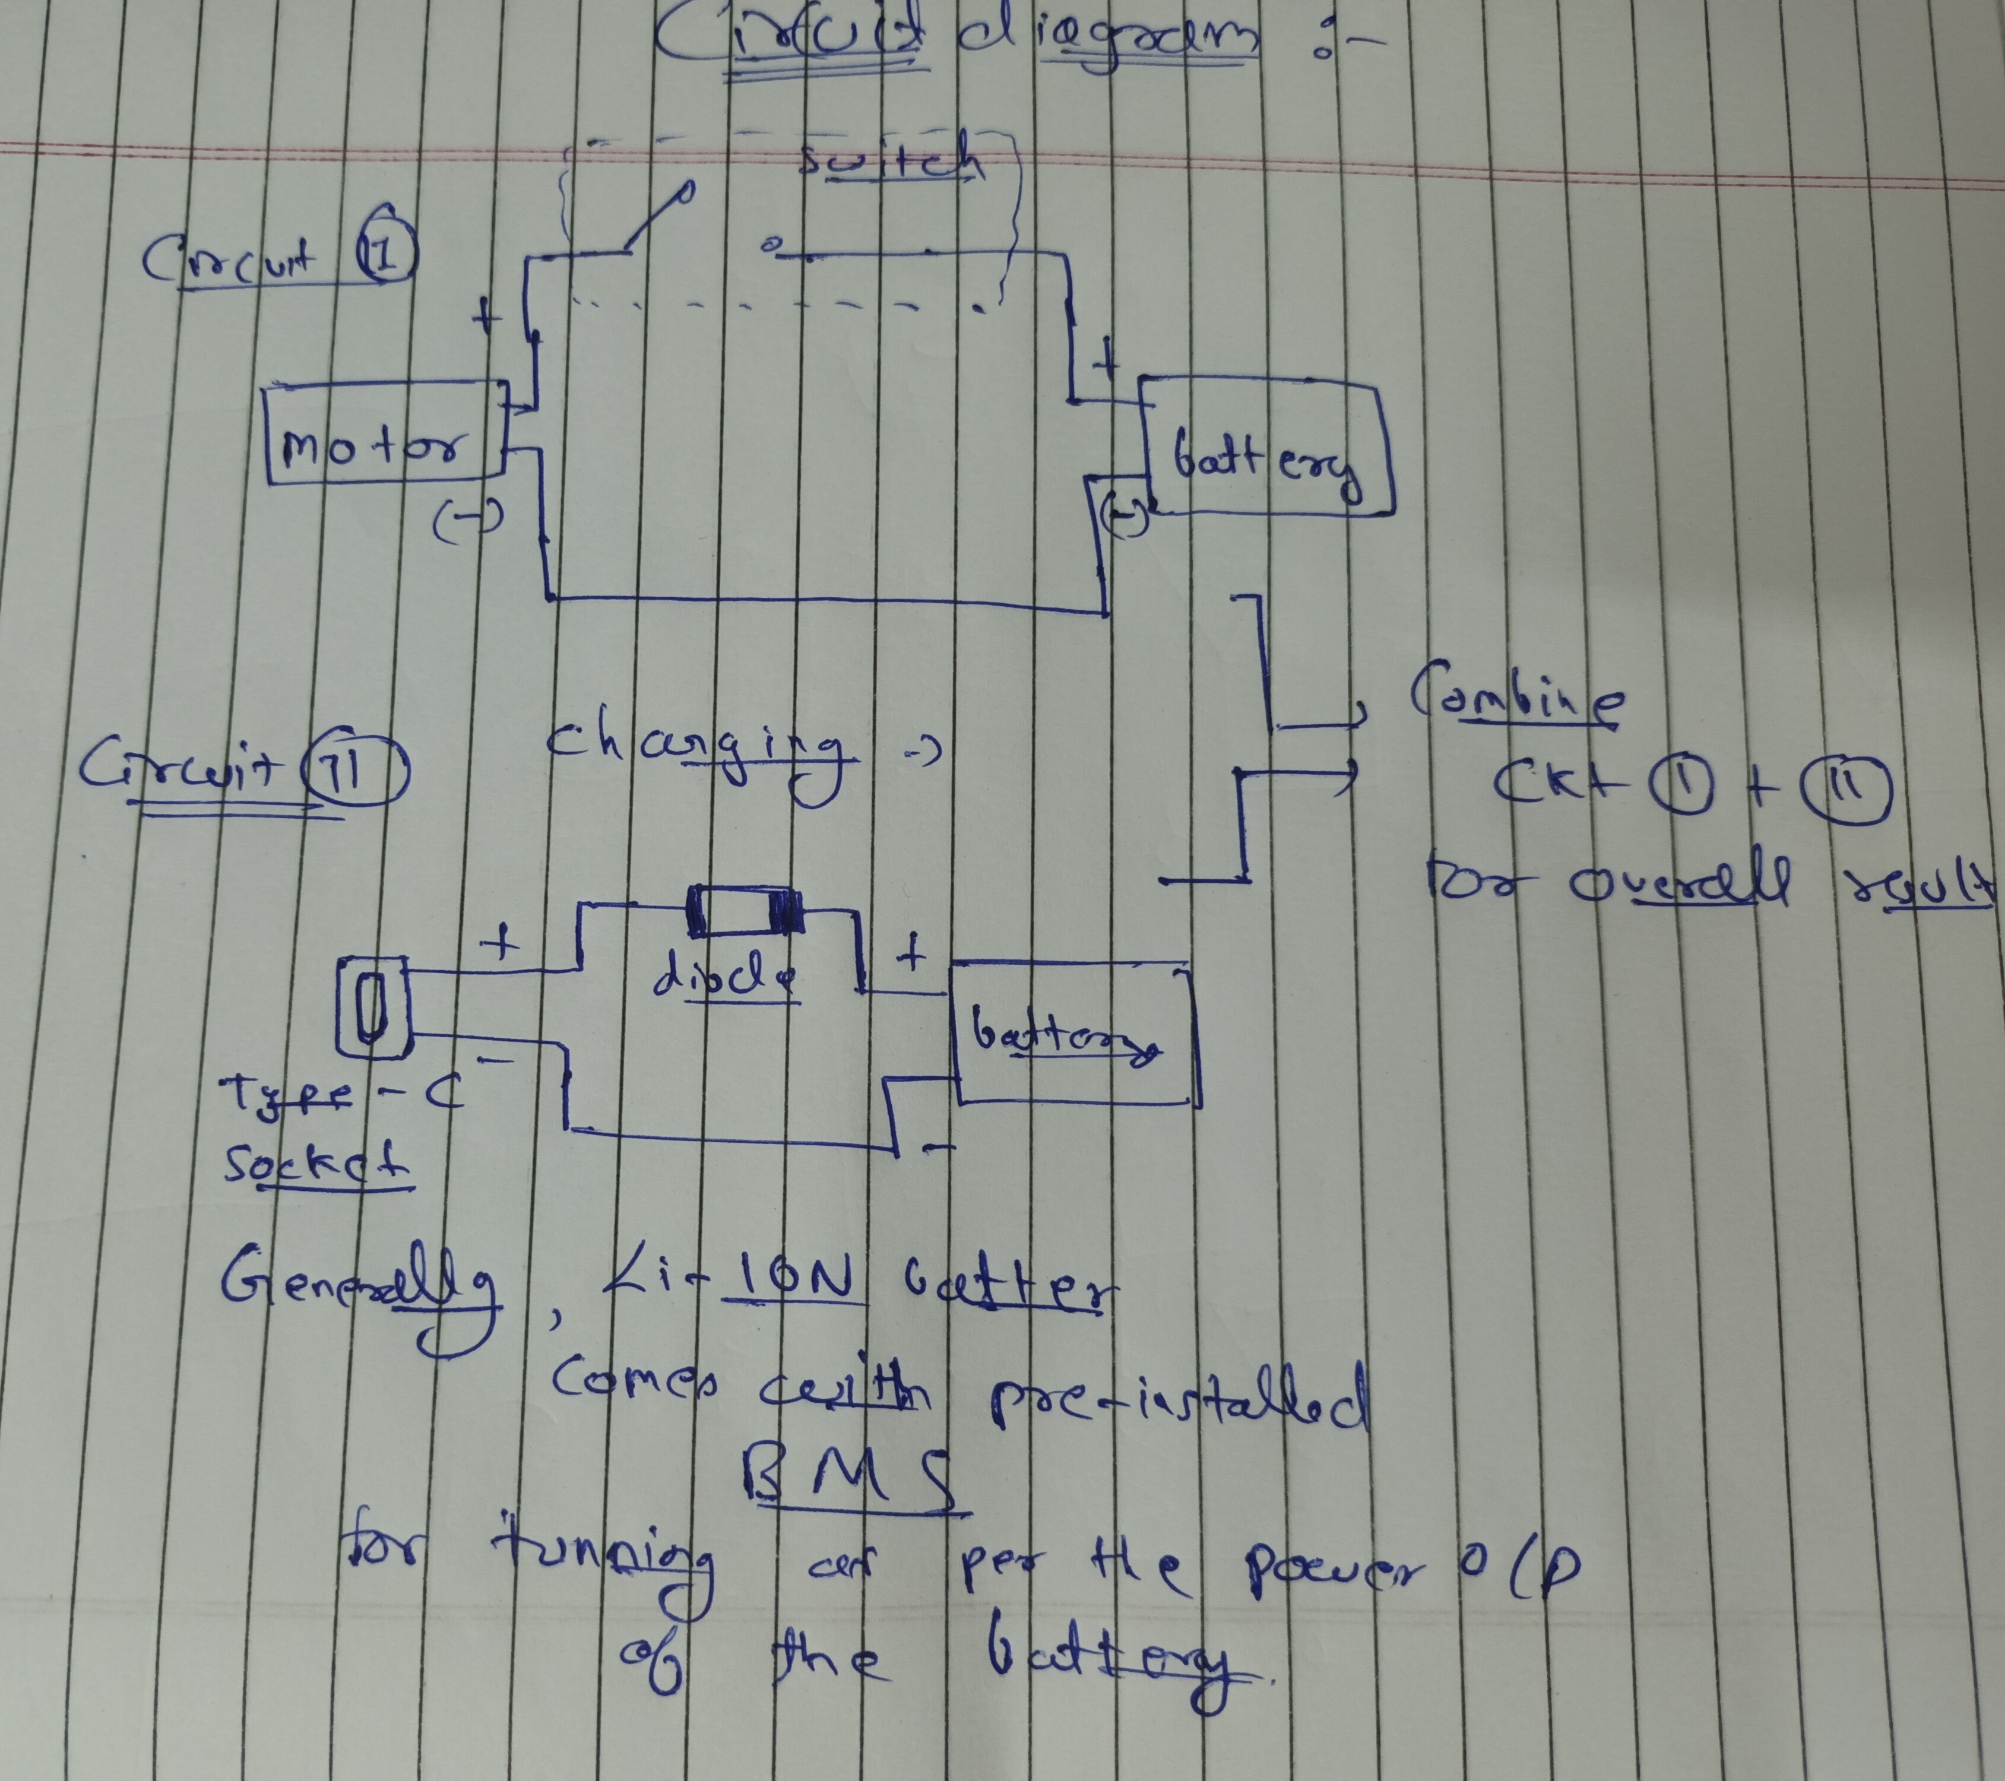 Circuit diagram :-
switch
Circuit I
+
+
motor
battery
(-)
(-)
Combine
Circuit II
charging ->
CKt I + II
for overall result
+
diode
+
battery
-
Type - C
-
Socket
Generally, Li-ION batter
comes with pre-installed
BMS
for tunning as per the power O/P
of the battery.